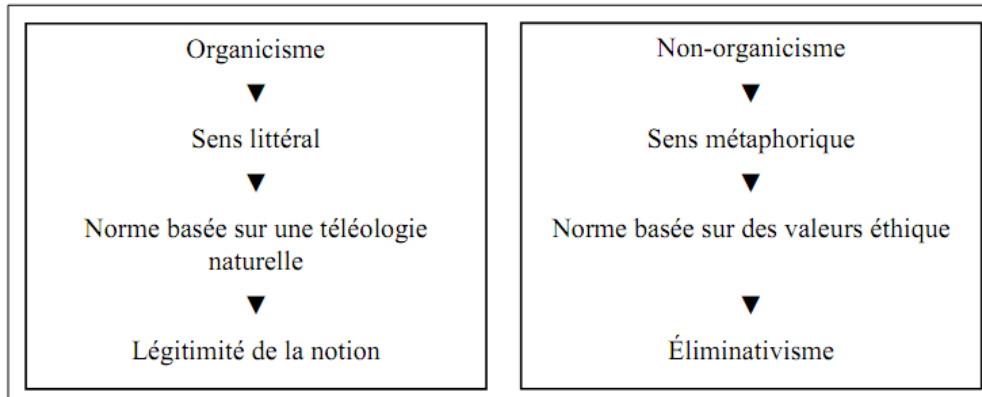 Organicisme
▼
Sens littéral
▼
Norme basée sur une téléologie
naturelle
▼
Légitimité de la notion
Non-organicisme
▼
Sens métaphorique
▼
Norme basée sur des valeurs éthique
▼
Éliminativisme